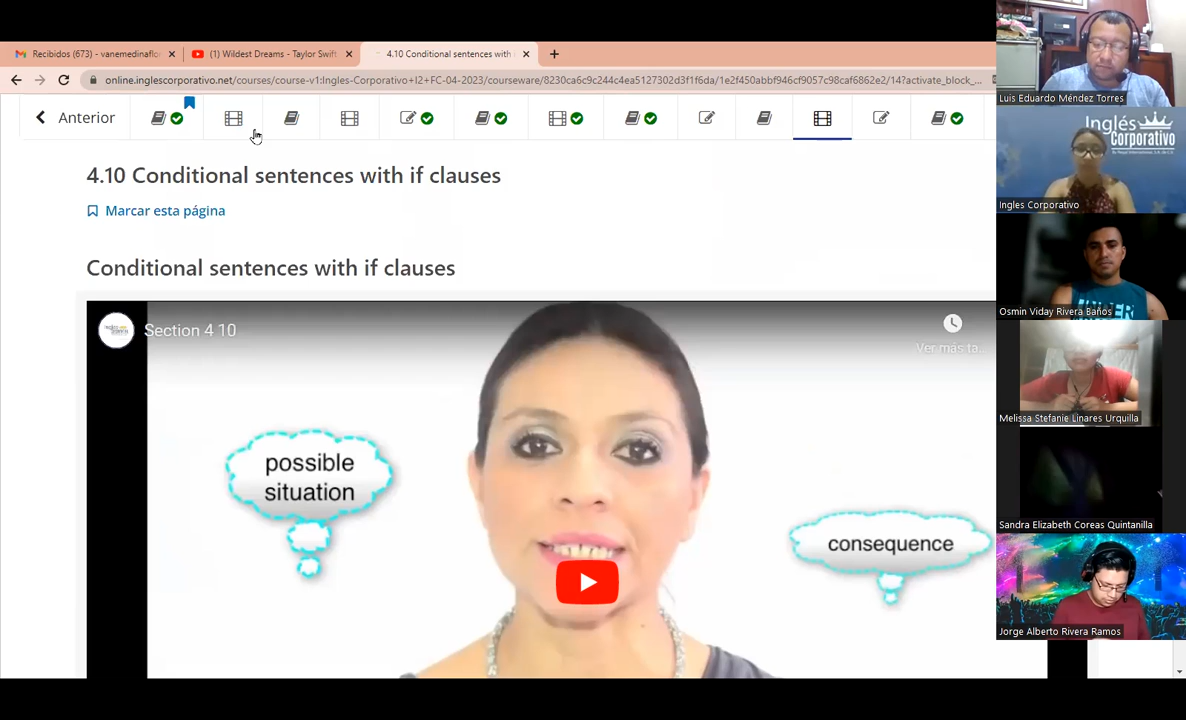 Recibidos (673) - vanemedinaflo
(1) Wildest Dreams - Taylor Swift
4.10 Conditional sentences with i
online.inglescorporativo.net/courses/course-v1:Ingles-Corporativo+I2+FC-04-2023/courseware/8230ca6c9c244c4ea5127302d3f1f6da/1e2f450abbf946cf9057c98caf6862e2/14?activate_block_...
Anterior
4.10 Conditional sentences with if clauses
Marcar esta página
Conditional sentences with if clauses
Section 4 10
Ver más ta...
possible
situation
consequence
Luis Eduardo Méndez Torres
Inglés
Corporativo
Ingles Corporativo
Osmin Viday Rivera Baños
Melissa Stefanie Linares Urquilla
Sandra Elizabeth Coreas Quintanilla
Jorge Alberto Rivera Ramos